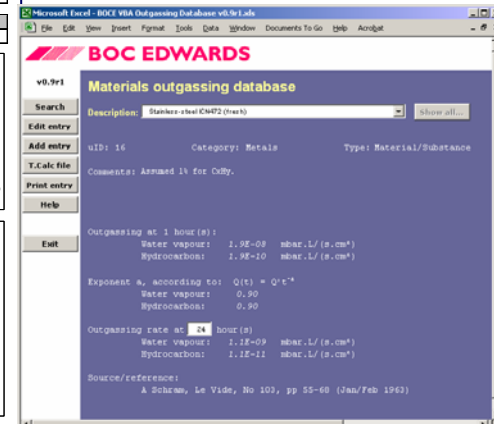 Microsoft Excel - BOCE VBA Outgassing Database v0.9r1.xls
File Edit View Insert Format Tools Data Window Documents To Go Help Acrobat
BOC EDWARDS
v0.9r1
Materials outgassing database
Search
Description: Stainless-steel ICN472 (fresh) Show all...
Edit entry
Add entry
uID: 16 Category: Metals Type: Material/Substance
T.Calc file
Comments: Assumed 1% for CxHy.
Print entry
Help
Exit
Outgassing at 1 hour(s):
Water vapour: 1.9E-08 mbar.L/(s.cm²)
Hydrocarbon: 1.9E-10 mbar.L/(s.cm²)
Exponent a, according to: Q(t) = Q't⁻ᵃ
Water vapour: 0.90
Hydrocarbon: 0.90
Outgassing rate at 24 hour(s)
Water vapour: 1.1E-09 mbar.L/(s.cm²)
Hydrocarbon: 1.1E-11 mbar.L/(s.cm²)
Source/reference:
A Schram, Le Vide, No 103, pp 55-68 (Jan/Feb 1963)